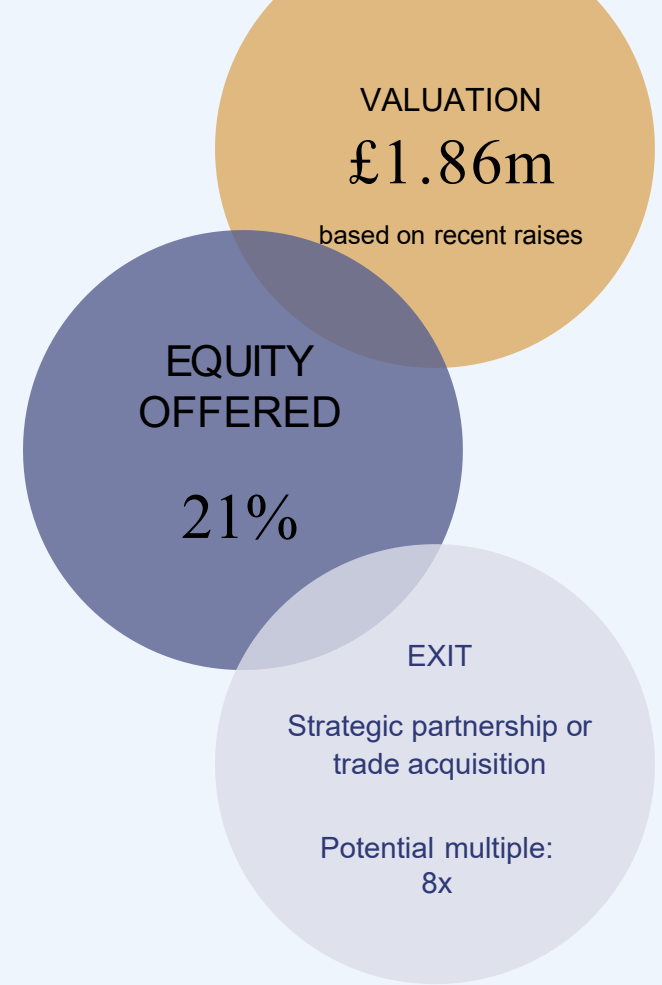 VALUATION
£1.86m
based on recent raises
EQUITY
OFFERED
21%
EXIT
Strategic partnership or
trade acquisition
Potential multiple:
8x